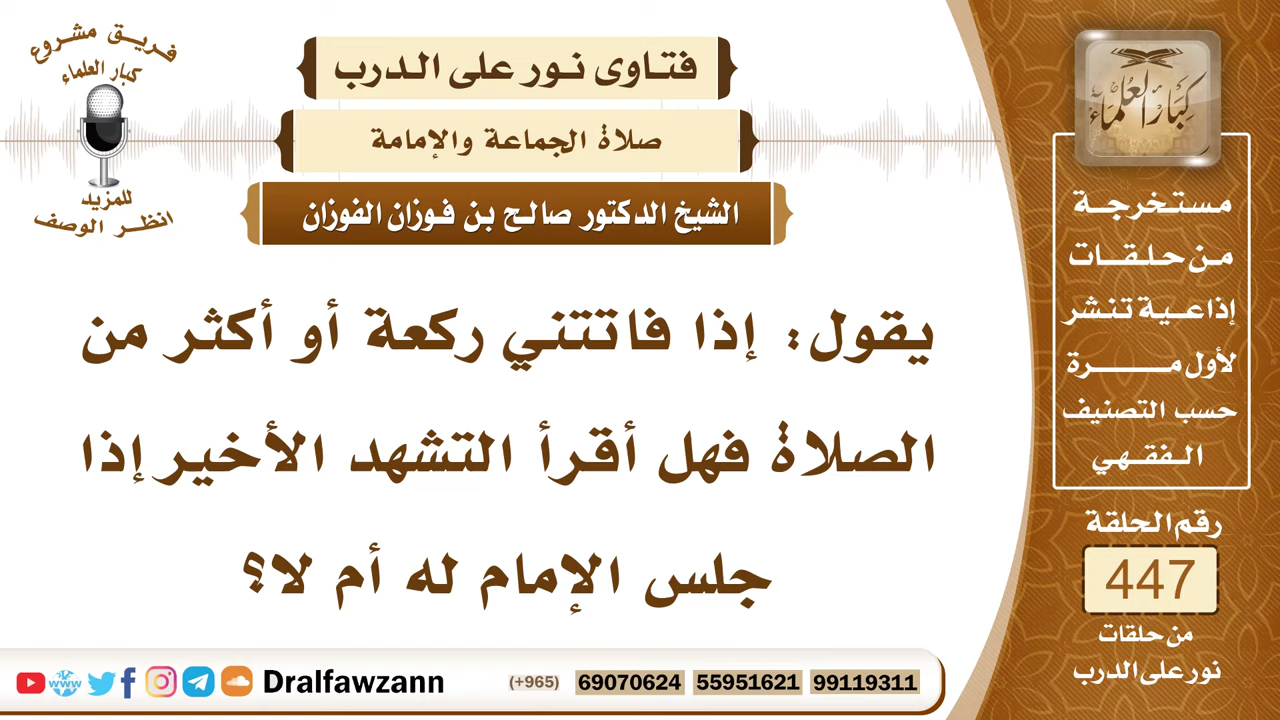 فريق مشروع
كبار العلماء
للمزيد
انظر الوصف
فتاوى نور على الدرب
صلاة الجماعة والإمامة
الشيخ الدكتور صالح بن فوزان الفوزان
يقول: إذا فاتتني ركعة أو أكثر من
الصلاة فهل أقرأ التشهد الأخير إذا
جلس الإمام له أم لا؟
كبار العلماء
مستخرجة
من حلقات
إذاعية تنشر
لأول مرة
حسب التصنيف
الفقهي
رقم الحلقة
447
من حلقات
نور على الدرب
www Dralfawzann (+965) 69070624 55951621 99119311